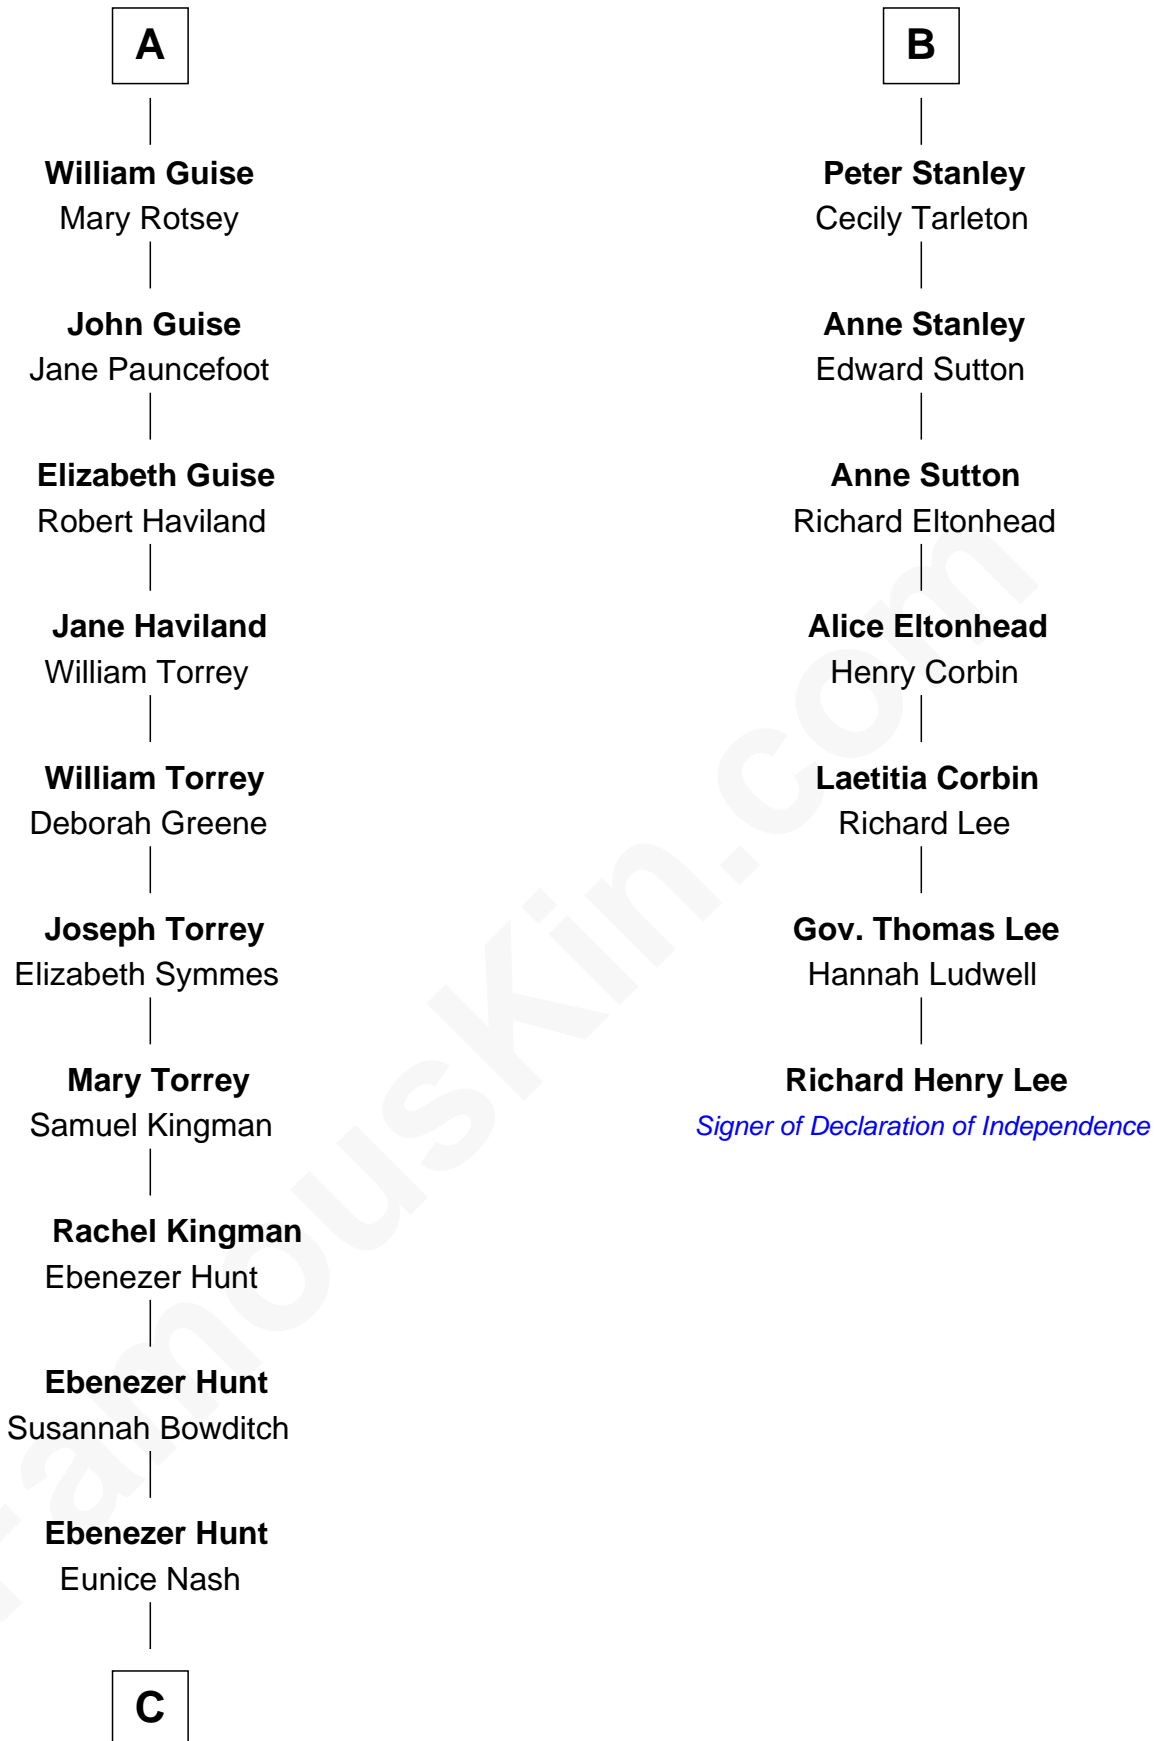 A
William Guise
Mary Rotsey
John Guise
Jane Pauncefoot
Elizabeth Guise
Robert Haviland
Jane Haviland
William Torrey
William Torrey
Deborah Greene
Joseph Torrey
Elizabeth Symmes
Mary Torrey
Samuel Kingman
Rachel Kingman
Ebenezer Hunt
Ebenezer Hunt
Susannah Bowditch
Ebenezer Hunt
Eunice Nash
C
B
Peter Stanley
Cecily Tarleton
Anne Stanley
Edward Sutton
Anne Sutton
Richard Eltonhead
Alice Eltonhead
Henry Corbin
Laetitia Corbin
Richard Lee
Gov. Thomas Lee
Hannah Ludwell
Richard Henry Lee
Signer of Declaration of Independence
FamousKin.com